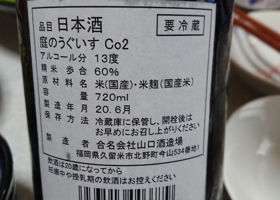 品目 日本酒
要冷蔵
庭のうぐいす Co2
アルコール分 13度
精米歩合 60%
原材料名 米(国産)・米麹(国産米)
容量 720ml
製造年月 20.6月
保存方法 冷蔵庫に保管し、開栓後は
お早めにお召し上がりください
製造者 合名会社山口酒造場
福岡県久留米市北野町今山534番地1
飲酒は20歳になってから
妊娠中や授乳期の飲酒はお控えください